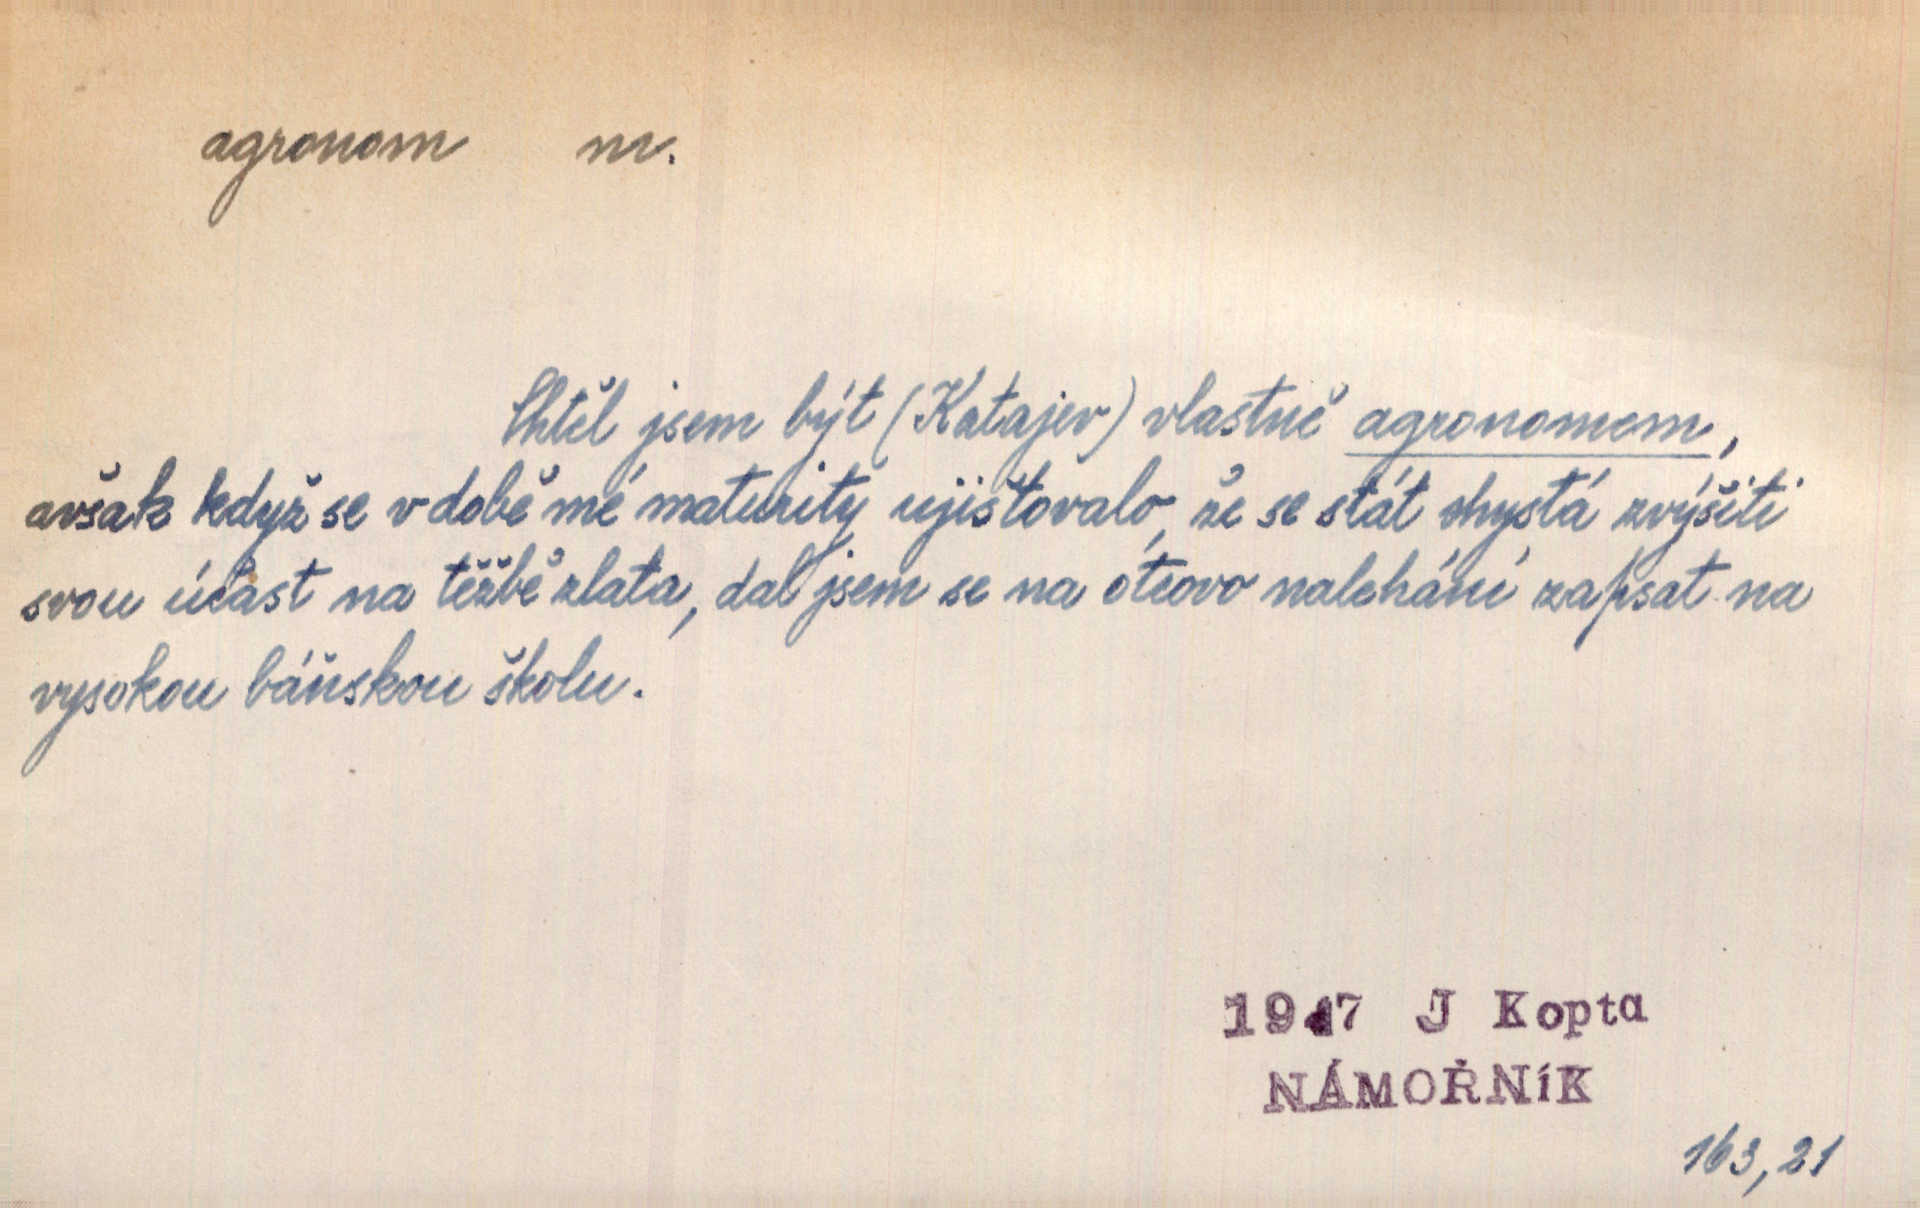 agronom m.
Chtěl jsem být (Katajev) vlastně agronomem,
avšak když se v době mé maturity ujišťovalo, že se stát chystá zvýšiti
svou účast na těžbě zlata, dal jsem se na otcovo naléhání zapsat na
vysokou báňskou školu.
1947 J Kopta
NÁMOŘNíK
163,21